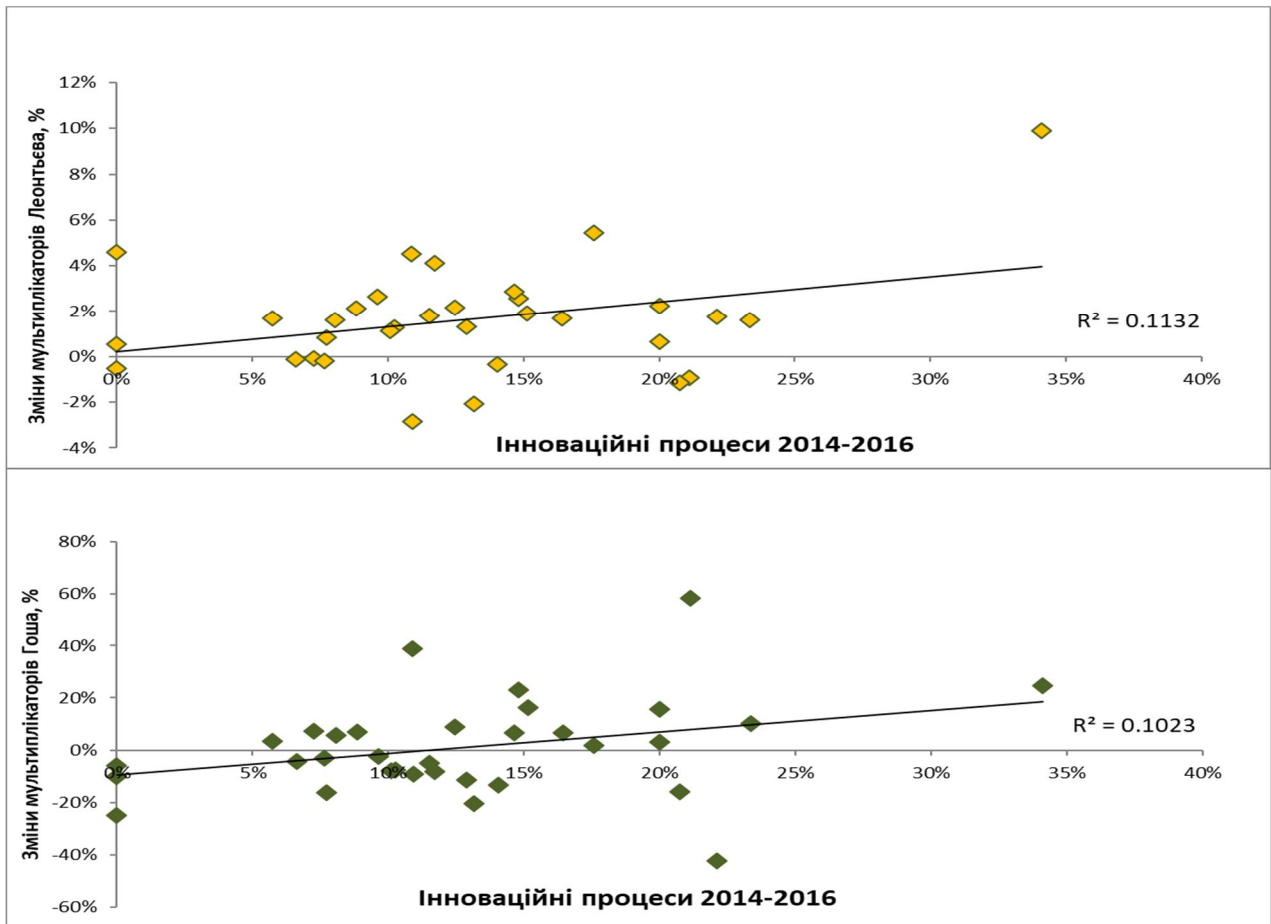 12%
10%
8%
6%
4%
2%
0%
-2%
-4%
Зміни мультиплікаторів Леонтьєва, %
0% 5% 10% 15% 20% 25% 30% 35% 40%
R² = 0.1132
Інноваційні процеси 2014-2016
80%
60%
40%
20%
0%
-20%
-40%
-60%
Зміни мультиплікаторів Гоша, %
0% 5% 10% 15% 20% 25% 30% 35% 40%
R² = 0.1023
Інноваційні процеси 2014-2016